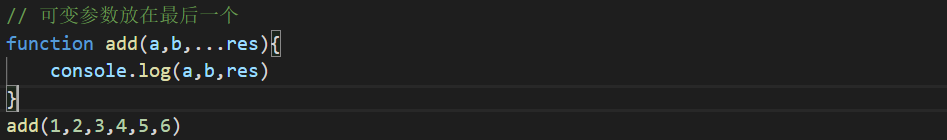 // 可变参数放在最后一个
function add(a,b,...res){
    console.log(a,b,res)
}
add(1,2,3,4,5,6)